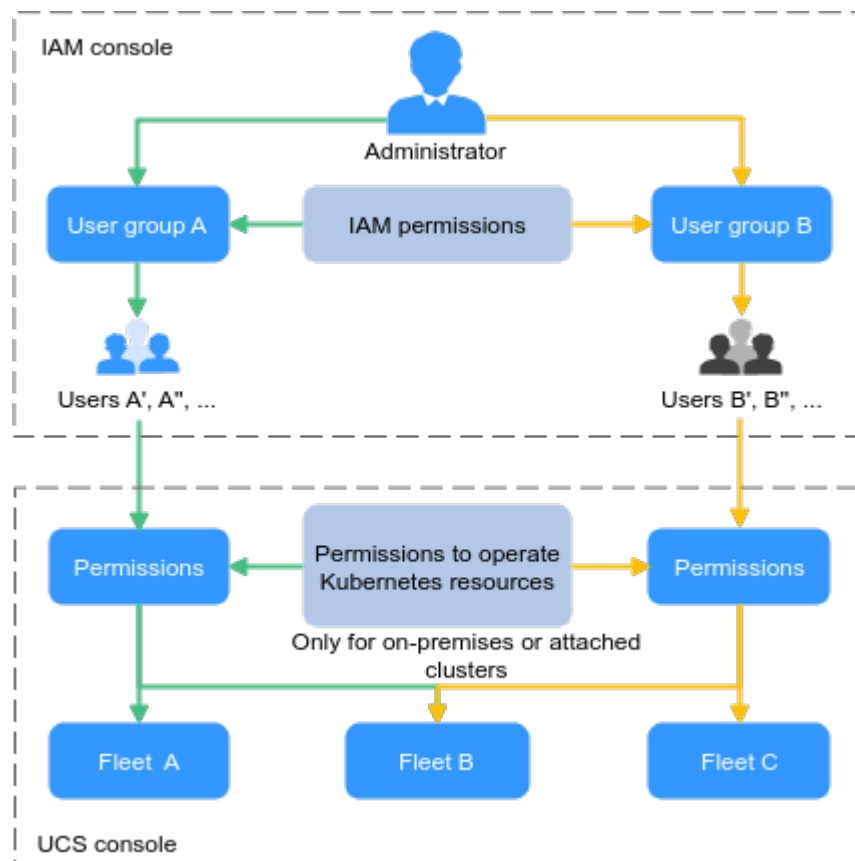 IAM console
Administrator
User group A
IAM permissions
User group B
Users A', A", ...
Users B', B", ...
Permissions
Permissions to operate
Kubernetes resources
Permissions
Only for on-premises or attached
clusters
Fleet A
Fleet B
Fleet C
UCS console